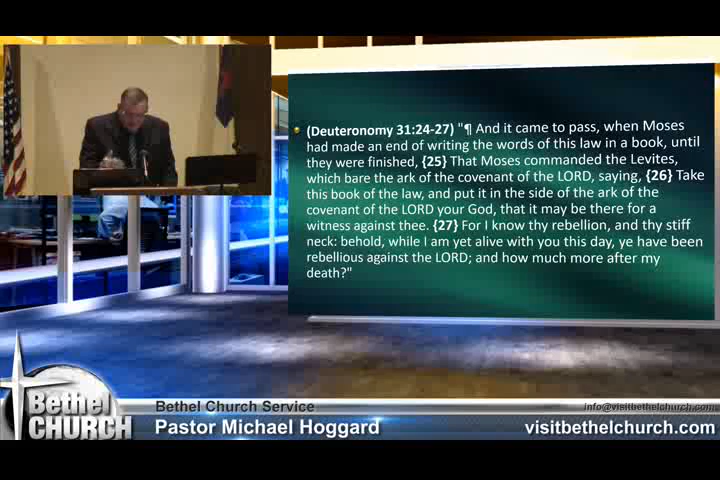 (Deuteronomy 31:24-27) "¶ And it came to pass, when Moses
had made an end of writing the words of this law in a book, until
they were finished, {25} That Moses commanded the Levites,
which bare the ark of the covenant of the LORD, saying, {26} Take
this book of the law, and put it in the side of the ark of the
covenant of the LORD your God, that it may be there for a
witness against thee. {27} For I know thy rebellion, and thy stiff
neck: behold, while I am yet alive with you this day, ye have been
rebellious against the LORD; and how much more after my
death?"
Bethel
CHURCH
Bethel Church Service
info@visitbethelchurch.com
Pastor Michael Hoggard
visitbethelchurch.com